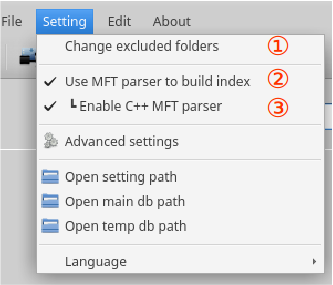 File Setting Edit About
Change excluded folders ①
Use MFT parser to build index ②
┗ Enable C++ MFT parser ③
Advanced settings
Open setting path
Open main db path
Open temp db path
Language